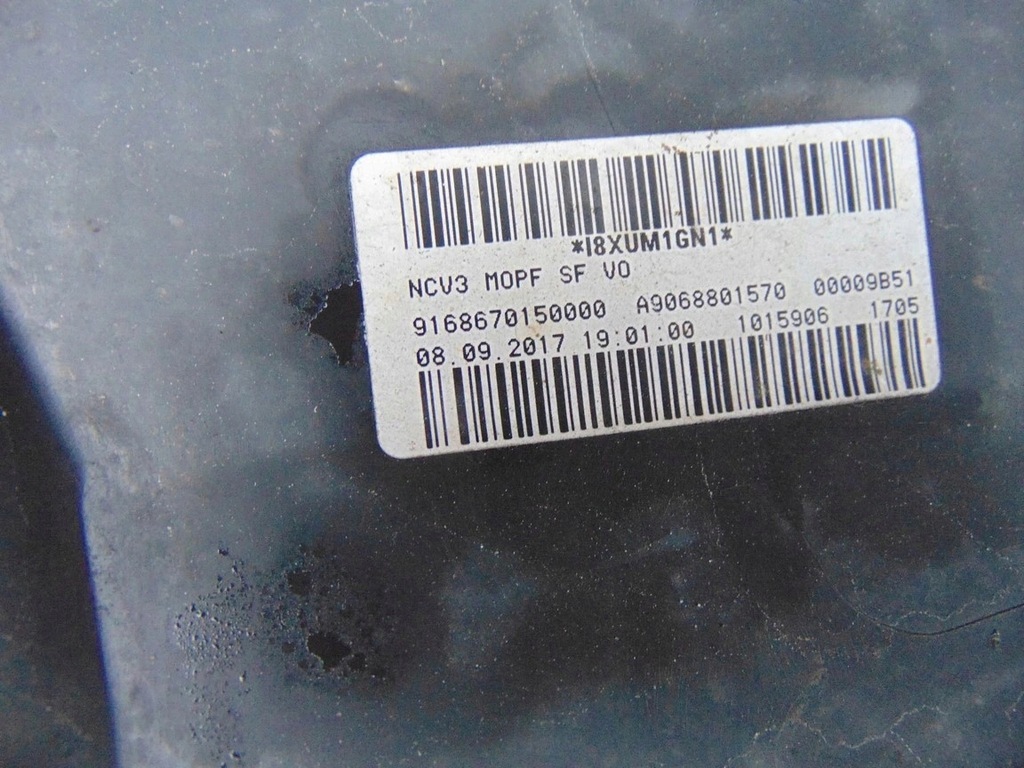 *I8XUM1GN1*
NCV3 MOPF SF VO
9168670150000 A9068801570 00009B51
08.09.2017 19:01:00 1015906 1705